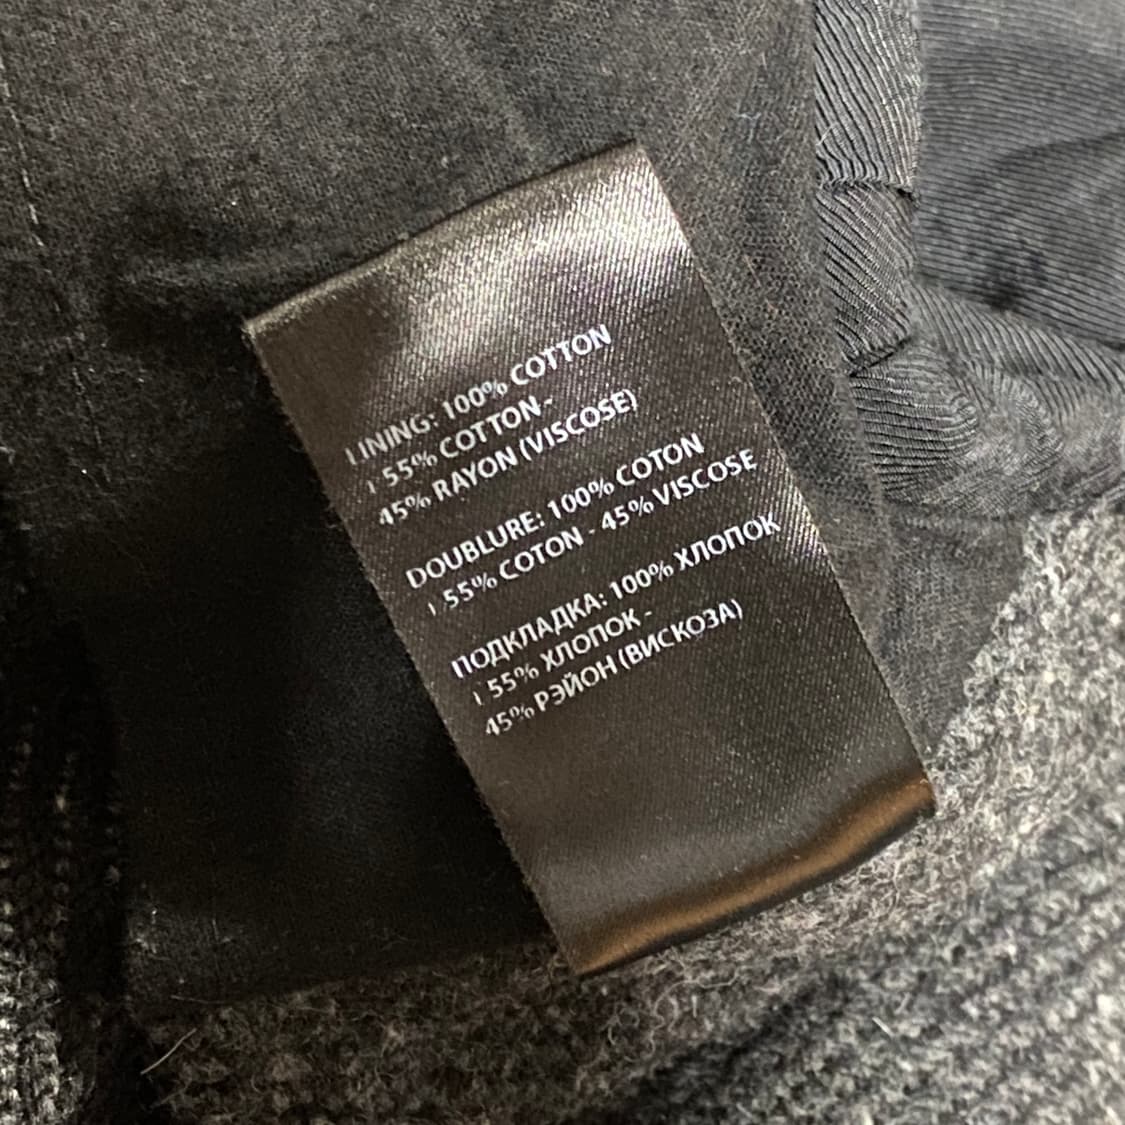 LINING: 100% COTTON
55% COTTON -
45% RAYON (VISCOSE)
DOUBLURE: 100% COTON
55% COTON - 45% VISCOSE
ПОДКЛАДКА: 100% ХЛОПОК
55% ХЛОПОК -
45% РЭЙОН (ВИСКОЗА)